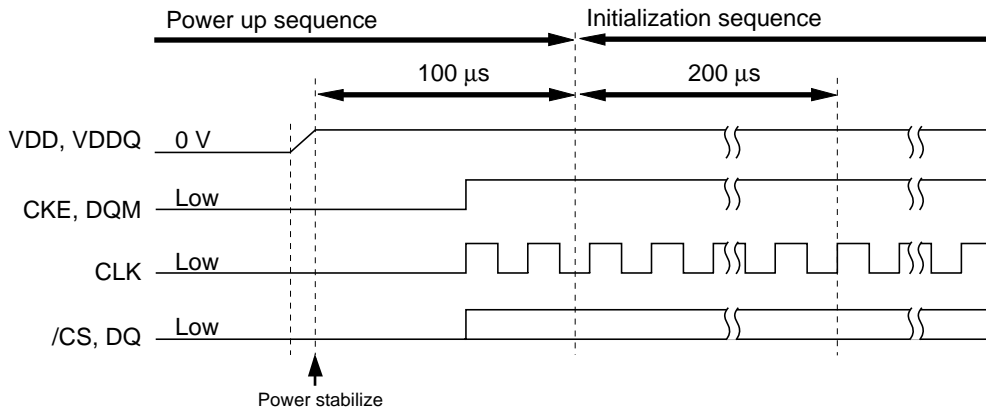 Power up sequence
Initialization sequence
100 μs
200 μs
VDD, VDDQ
0 V
CKE, DQM
Low
CLK
Low
/CS, DQ
Low
Power stabilize